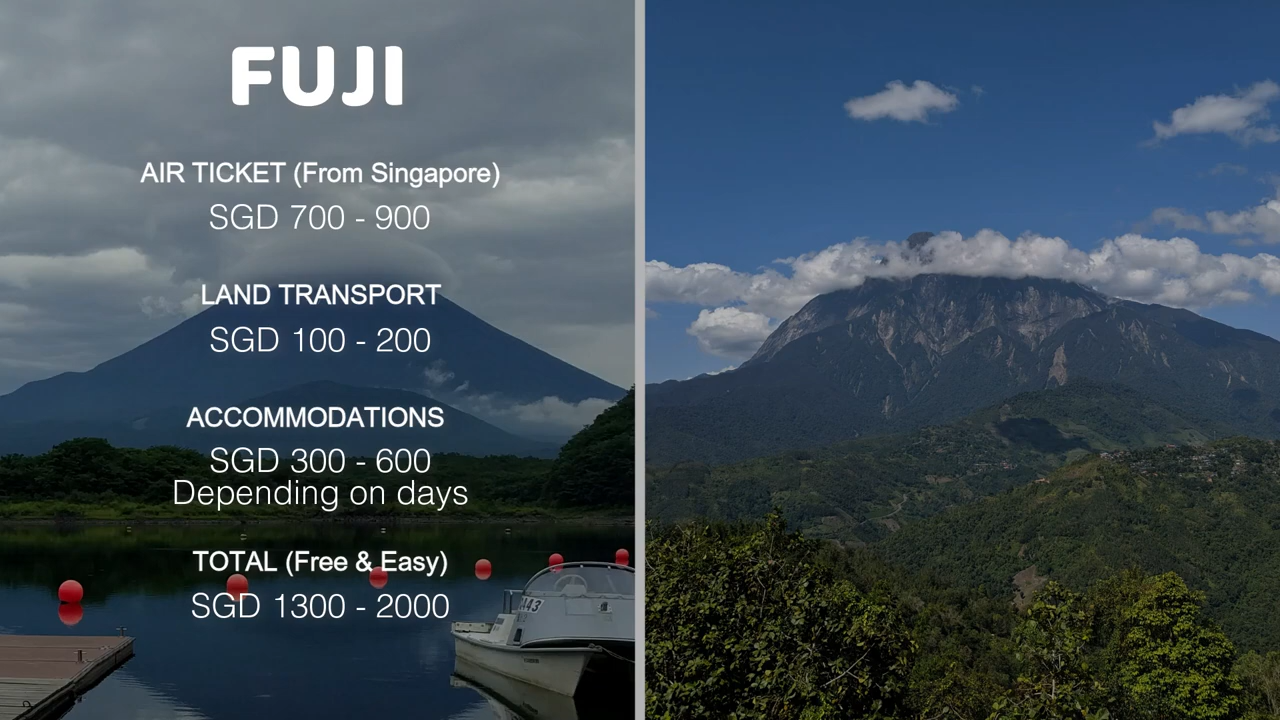 FUJI
AIR TICKET (From Singapore)
SGD 700 - 900
LAND TRANSPORT
SGD 100 - 200
ACCOMMODATIONS
SGD 300 - 600
Depending on days
TOTAL (Free & Easy)
SGD 1300 - 2000